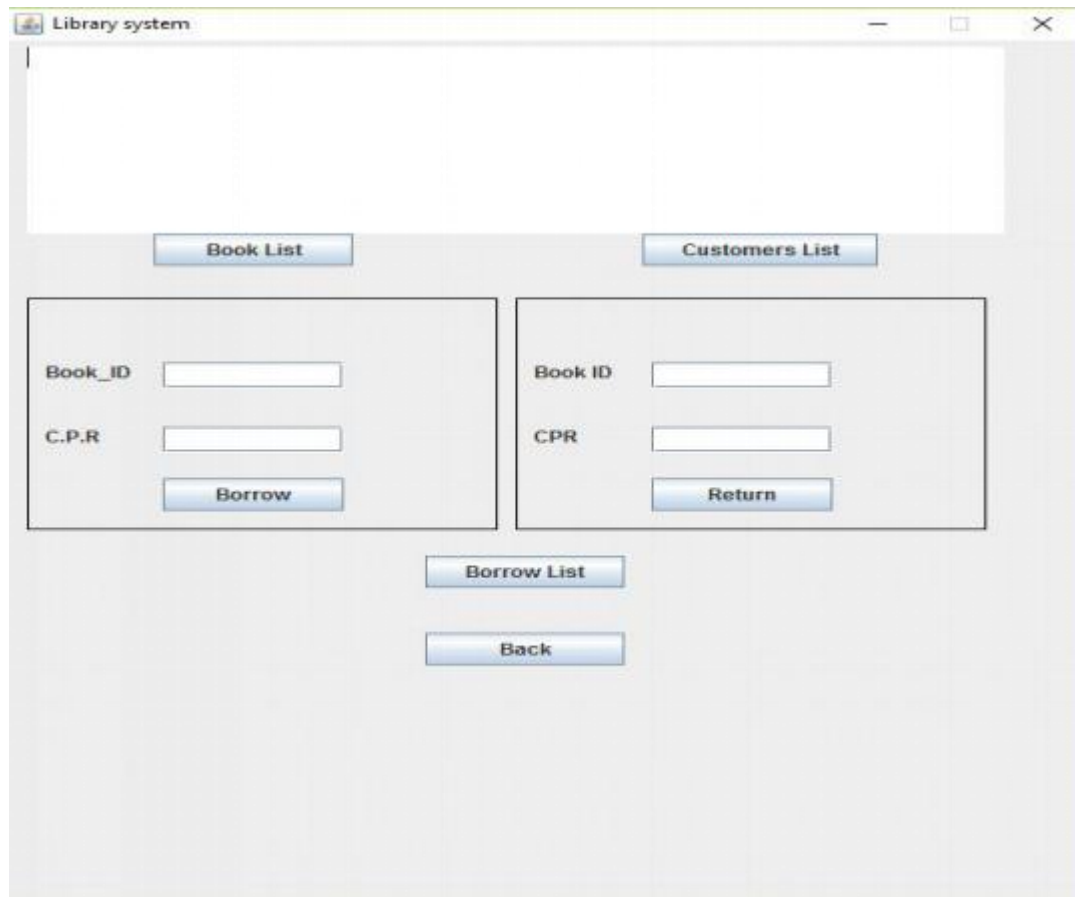 Library system
Book List
Customers List
Book_ID
C.P.R
Borrow
Book ID
CPR
Return
Borrow List
Back